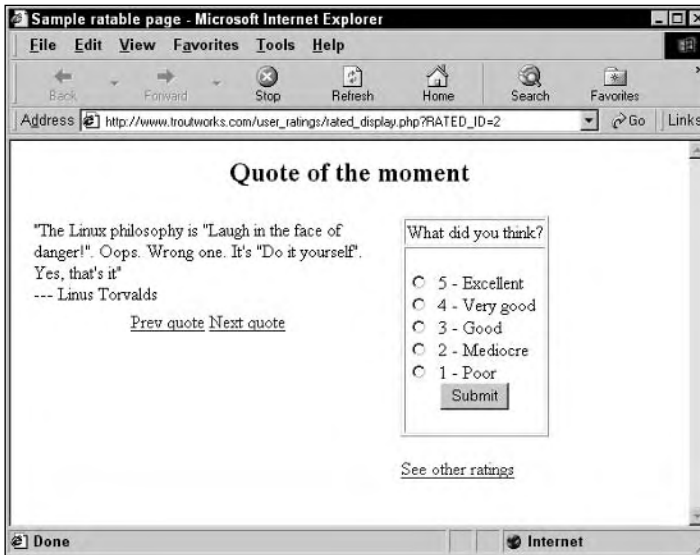 Sample ratable page - Microsoft Internet Explorer
File Edit View Favorites Tools Help
Back Forward Stop Refresh Home Search Favorites
Address http://www.troutworks.com/user_ratings/rated_display.php?RATED_ID=2 Go Links
Quote of the moment
"The Linux philosophy is "Laugh in the face of
danger!". Oops. Wrong one. It's "Do it yourself".
Yes, that's it"
--- Linus Torvalds
Prev quote Next quote
What did you think?
5 - Excellent
4 - Very good
3 - Good
2 - Mediocre
1 - Poor
Submit
See other ratings
Done Internet